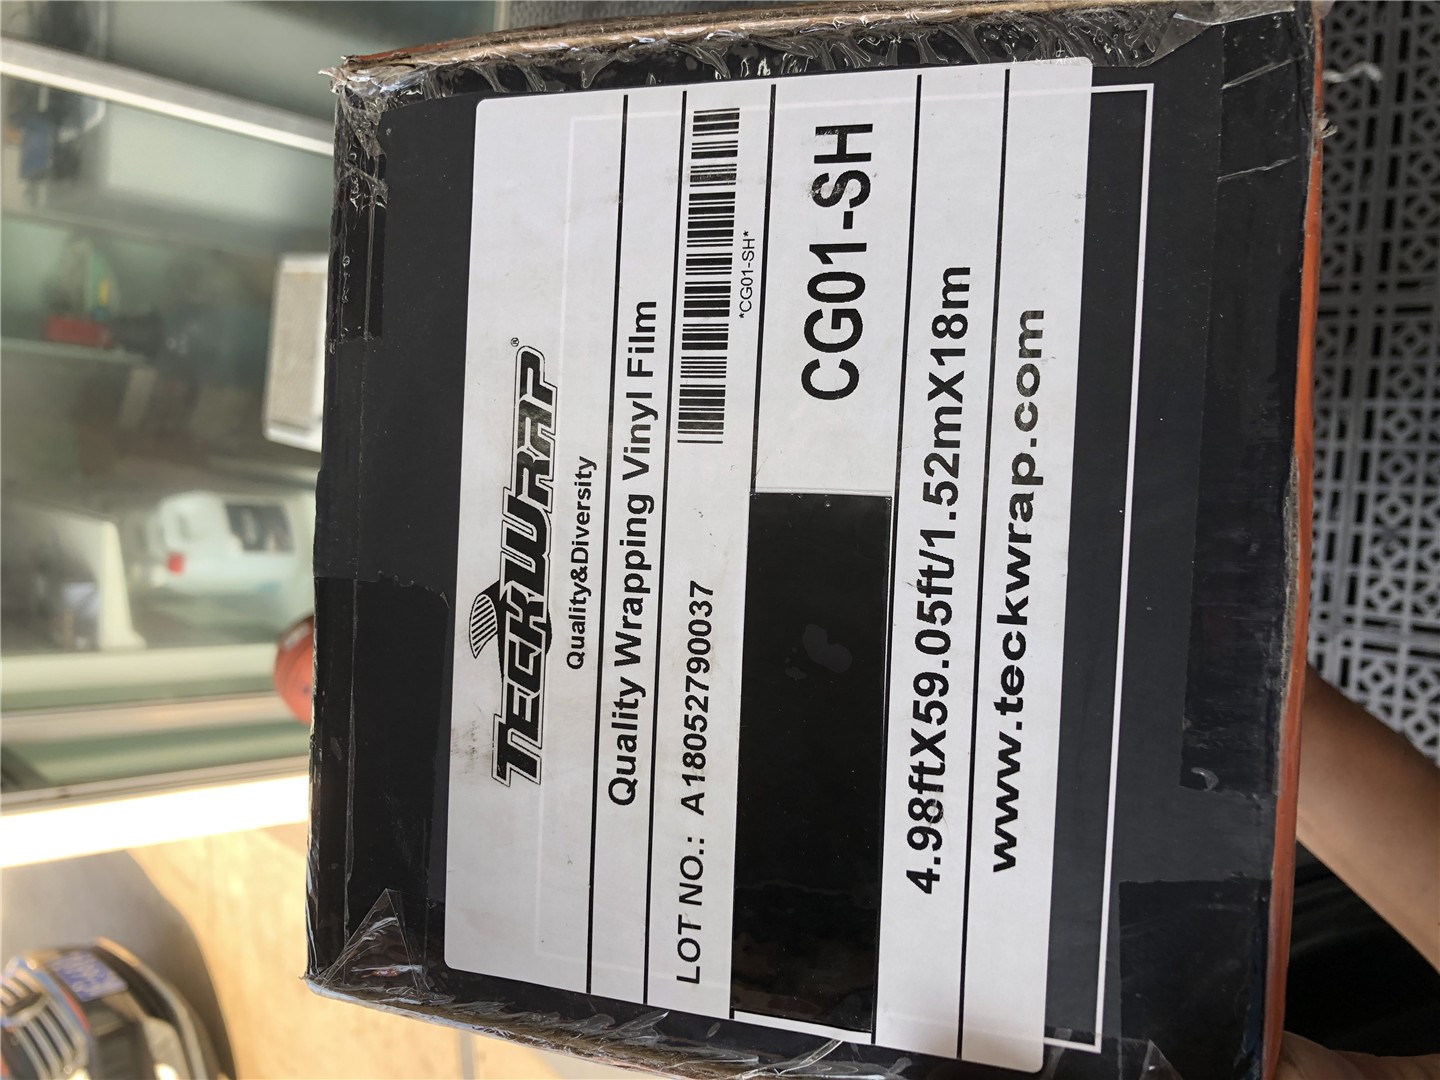 TECKWRAP®
Quality&Diversity
Quality Wrapping Vinyl Film
LOT NO.: A18052790037
*CG01-SH*
CG01-SH
4.98ftX59.05ft/1.52mX18m
www.teckwrap.com